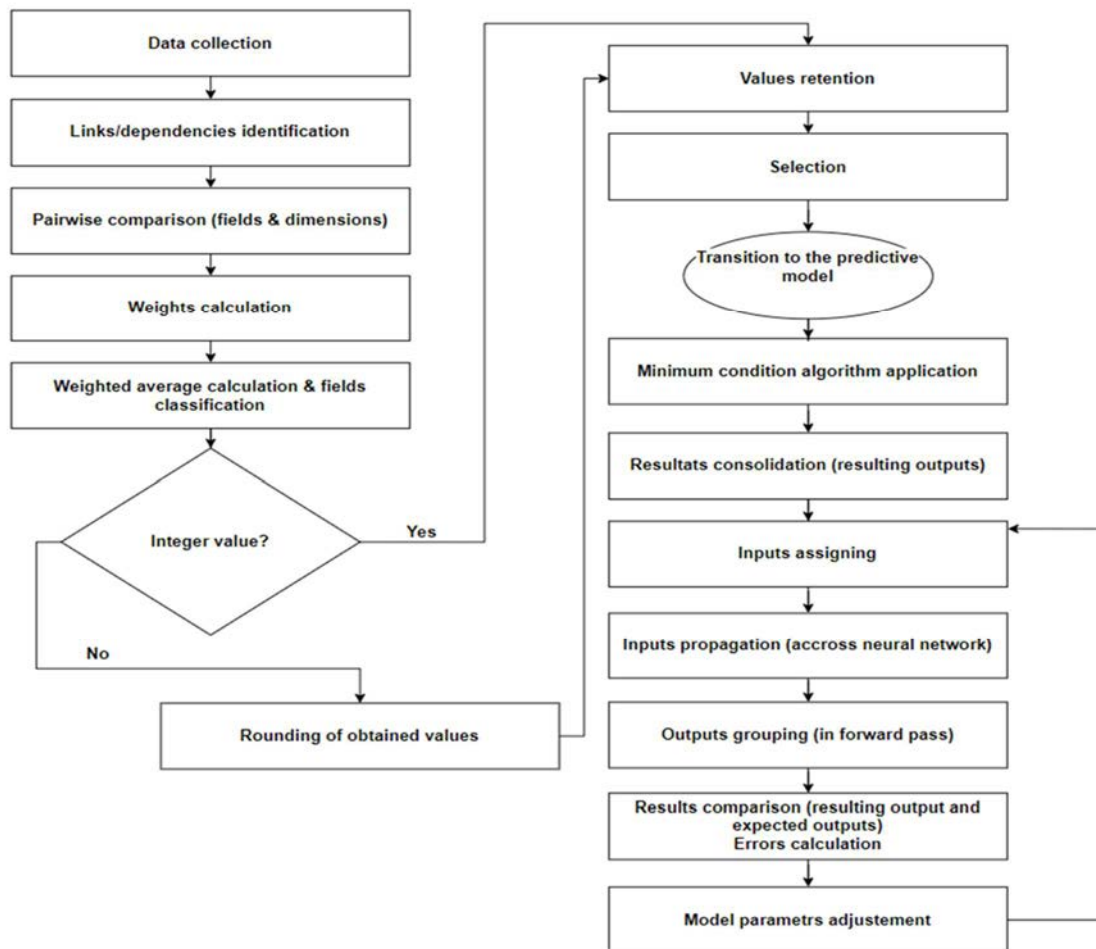 Data collection
Links/dependencies identification
Pairwise comparison (fields & dimensions)
Weights calculation
Weighted average calculation & fields
classification
Integer value?
Yes
No
Rounding of obtained values
Values retention
Selection
Transition to the predictive
model
Minimum condition algorithm application
Resultats consolidation (resulting outputs)
Inputs assigning
Inputs propagation (accross neural network)
Outputs grouping (in forward pass)
Results comparison (resulting output and
expected outputs)
Errors calculation
Model parametrs adjustement